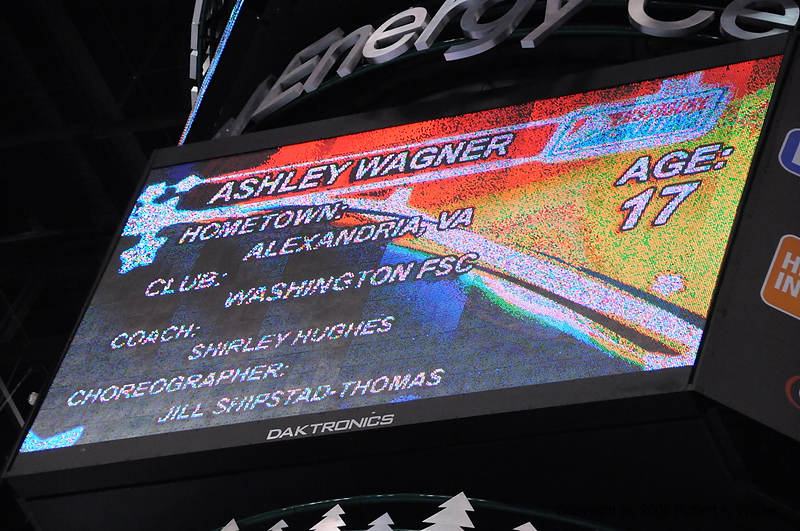 Energy Ce
ASHLEY WAGNER
AGE:
17
HOMETOWN:
ALEXANDRIA, VA
CLUB:
WASHINGTON FSC
COACH:
SHIRLEY HUGHES
CHOREOGRAPHER:
JILL SHIPSTAD-THOMAS
DAKTRONICS
H
IN